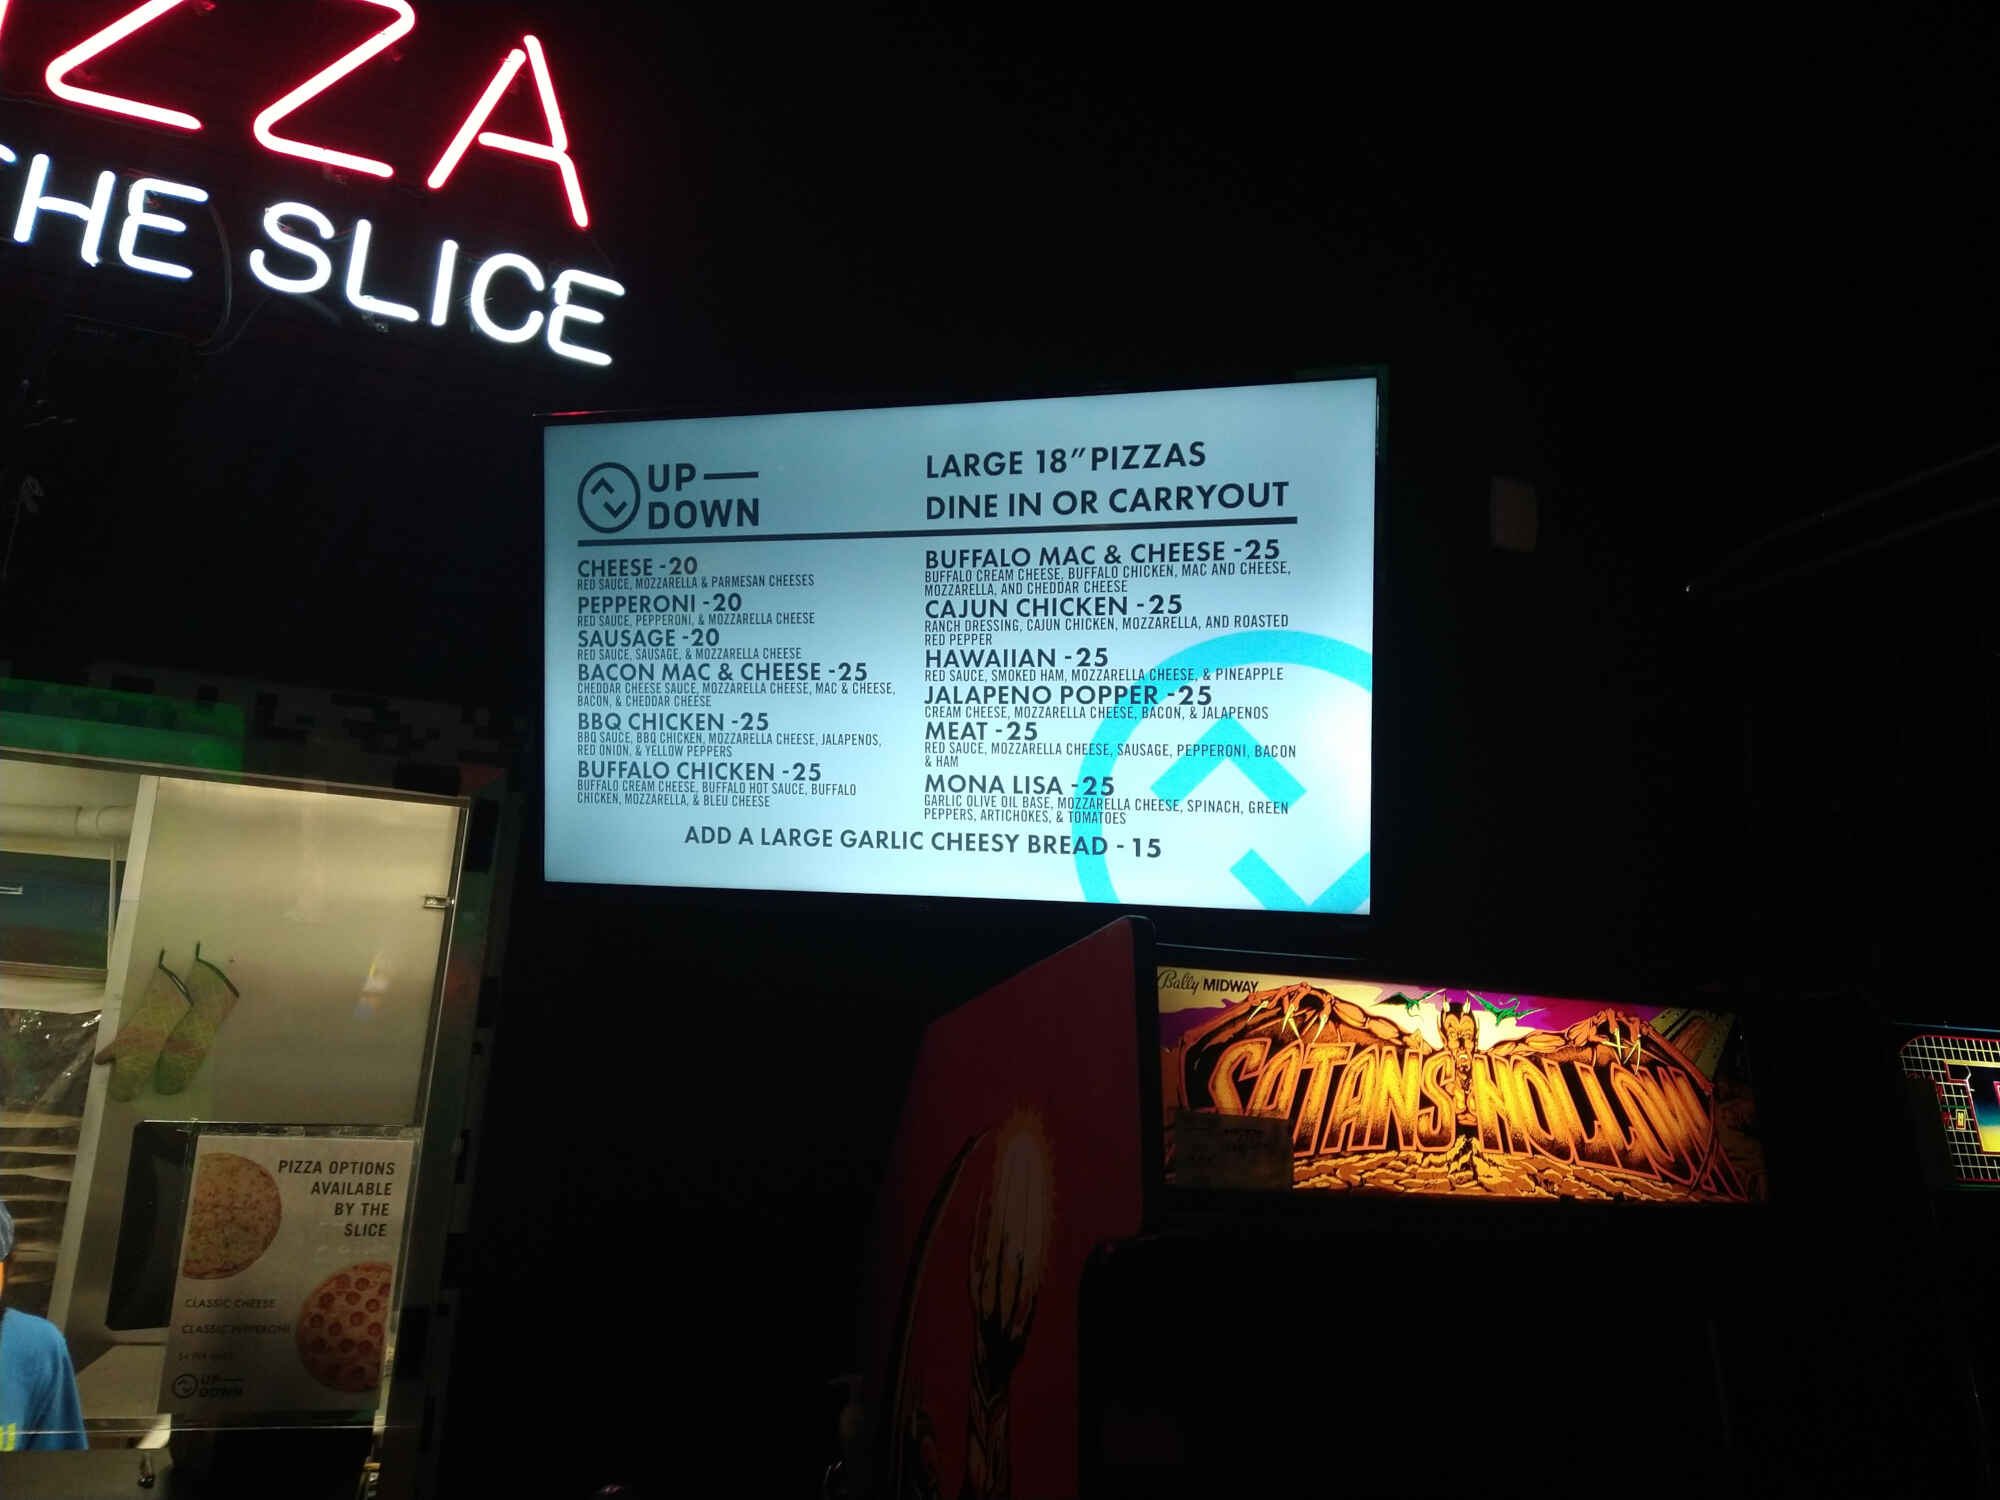 ZZA
THE SLICE
UP
DOWN
LARGE 18" PIZZAS
DINE IN OR CARRYOUT
CHEESE -20
RED SAUCE, MOZZARELLA & PARMESAN CHEESES
PEPPERONI -20
RED SAUCE, PEPPERONI, & MOZZARELLA CHEESE
SAUSAGE -20
RED SAUCE, SAUSAGE, & MOZZARELLA CHEESE
BACON MAC & CHEESE -25
CHEDDAR CHEESE SAUCE, MOZZARELLA CHEESE, MAC & CHEESE,
BACON, & CHEDDAR CHEESE
BBQ CHICKEN -25
BBQ SAUCE, BBQ CHICKEN, MOZZARELLA CHEESE, JALAPENOS,
RED ONION, & YELLOW PEPPERS
BUFFALO CHICKEN -25
BUFFALO CREAM CHEESE, BUFFALO HOT SAUCE, BUFFALO
CHICKEN, MOZZARELLA, & BLEU CHEESE
BUFFALO MAC & CHEESE -25
BUFFALO CREAM CHEESE, BUFFALO CHICKEN, MAC AND CHEESE,
MOZZARELLA, AND CHEDDAR CHEESE
CAJUN CHICKEN -25
RANCH DRESSING, CAJUN CHICKEN, MOZZARELLA, AND ROASTED
RED PEPPER
HAWAIIAN -25
RED SAUCE, SMOKED HAM, MOZZARELLA CHEESE, & PINEAPPLE
JALAPENO POPPER -25
CREAM CHEESE, MOZZARELLA CHEESE, BACON, & JALAPENOS
MEAT -25
RED SAUCE, MOZZARELLA CHEESE, SAUSAGE, PEPPERONI, BACON
& HAM
MONA LISA -25
GARLIC OLIVE OIL BASE, MOZZARELLA CHEESE, SPINACH, GREEN
PEPPERS, ARTICHOKES, & TOMATOES
ADD A LARGE GARLIC CHEESY BREAD - 15
Bally MIDWAY
SATANS HOLLOW
PIZZA OPTIONS
AVAILABLE
BY THE
SLICE
CLASSIC CHEESE
CLASSIC PEPPERONI
UP
DOWN